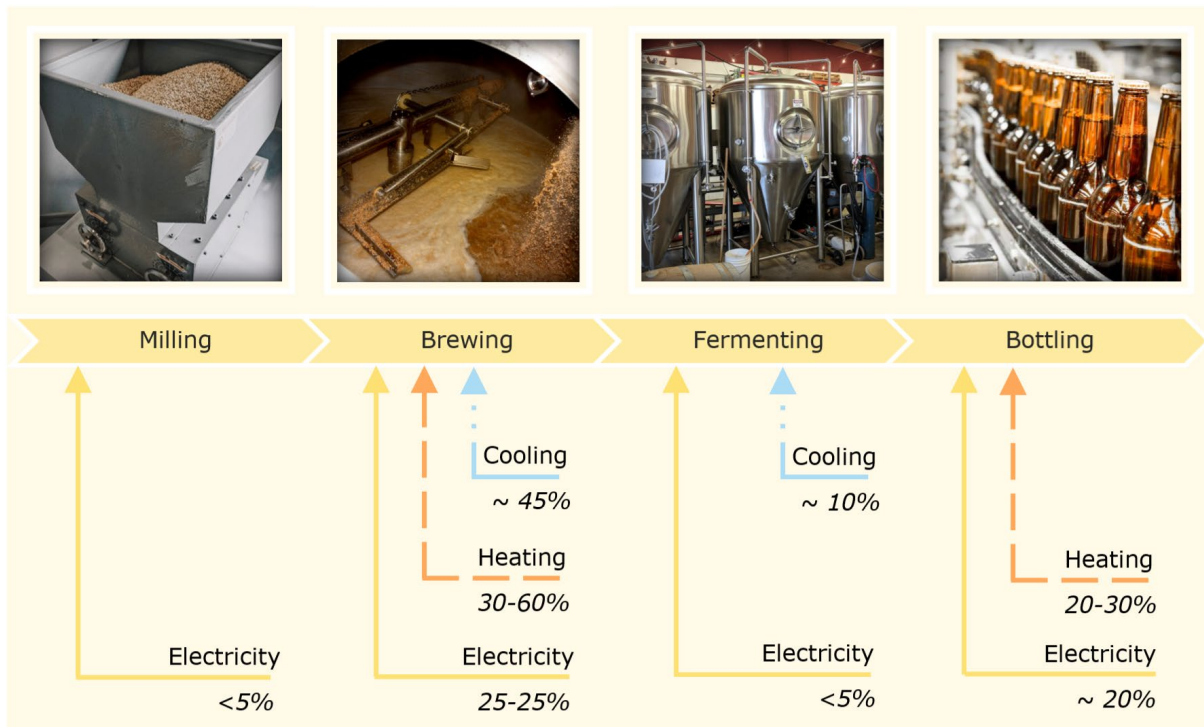 Milling
Brewing
Fermenting
Bottling
Cooling
~ 45%
Cooling
~ 10%
Heating
30-60%
Heating
20-30%
Electricity
<5%
Electricity
25-25%
Electricity
<5%
Electricity
~ 20%